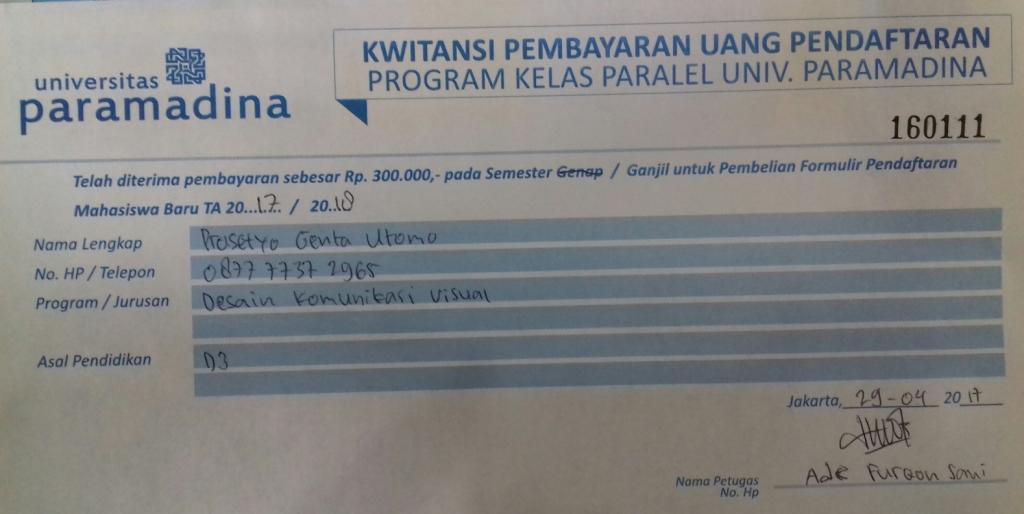 universitas
paramadina
KWITANSI PEMBAYARAN UANG PENDAFTARAN
PROGRAM KELAS PARALEL UNIV. PARAMADINA
160111
Telah diterima pembayaran sebesar Rp. 300.000,- pada Semester Genap / Ganjil untuk Pembelian Formulir Pendaftaran
Mahasiswa Baru TA 20...17.. / 20..18
Nama Lengkap Prasetyo Genta Utomo
No. HP / Telepon 0877 7737 2965
Program / Jurusan Desain Komunikasi Visual
Asal Pendidikan D3
Jakarta, 29-04 2017
Ade Furqon Sani
Nama Petugas
No. Hp